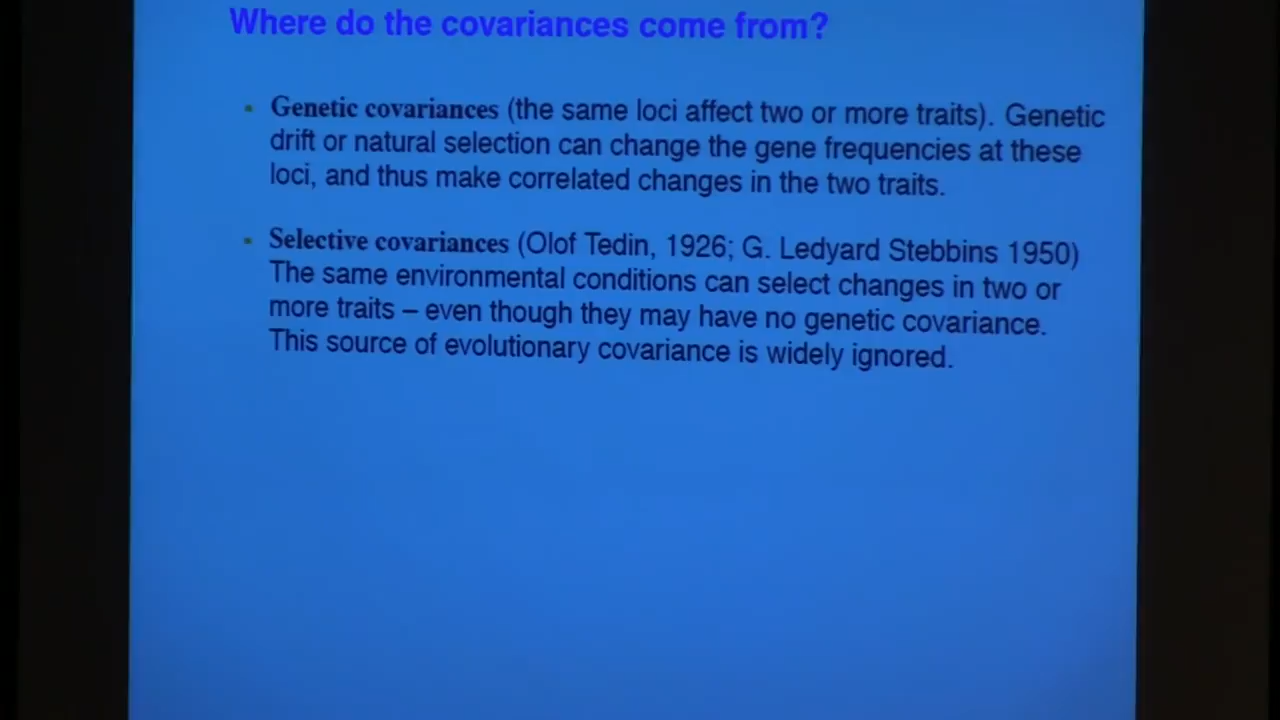 Where do the covariances come from?
Genetic covariances (the same loci affect two or more traits). Genetic
drift or natural selection can change the gene frequencies at these
loci, and thus make correlated changes in the two traits.
Selective covariances (Olof Tedin, 1926; G. Ledyard Stebbins 1950)
The same environmental conditions can select changes in two or
more traits – even though they may have no genetic covariance.
This source of evolutionary covariance is widely ignored.